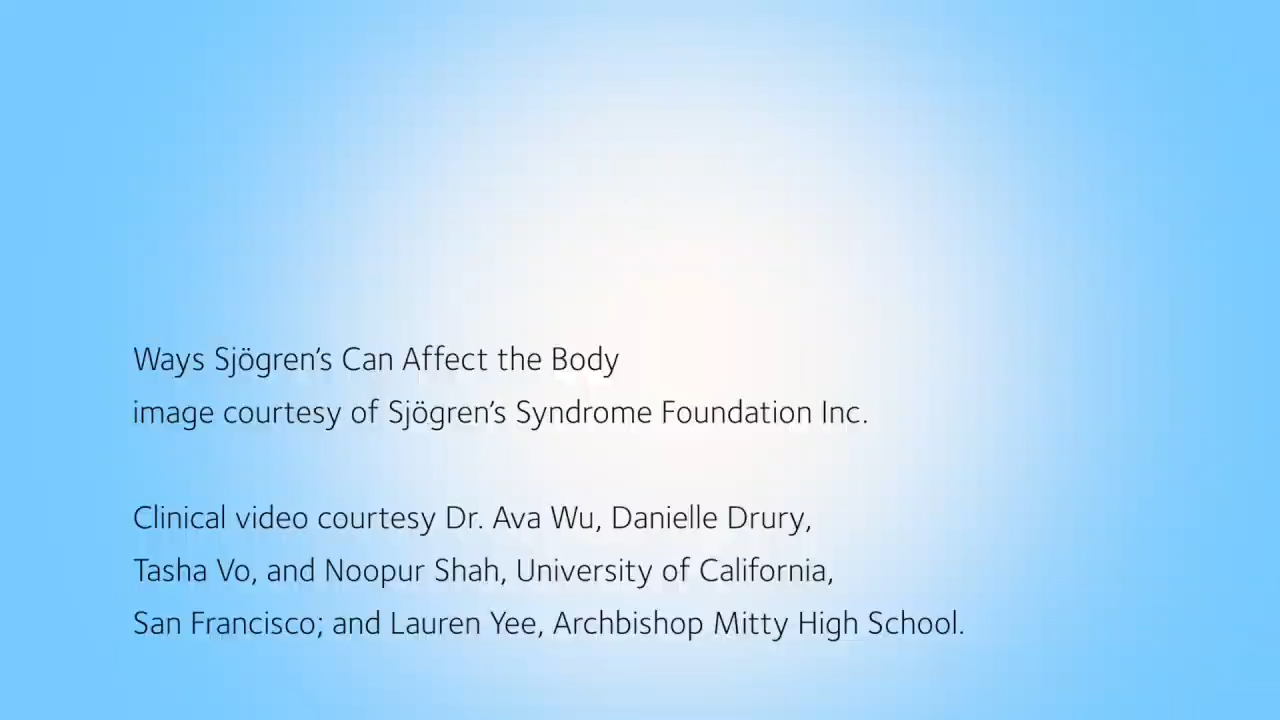 Ways Sjögren’s Can Affect the Body
image courtesy of Sjögren’s Syndrome Foundation Inc.
Clinical video courtesy Dr. Ava Wu, Danielle Drury,
Tasha Vo, and Noopur Shah, University of California,
San Francisco; and Lauren Yee, Archbishop Mitty High School.